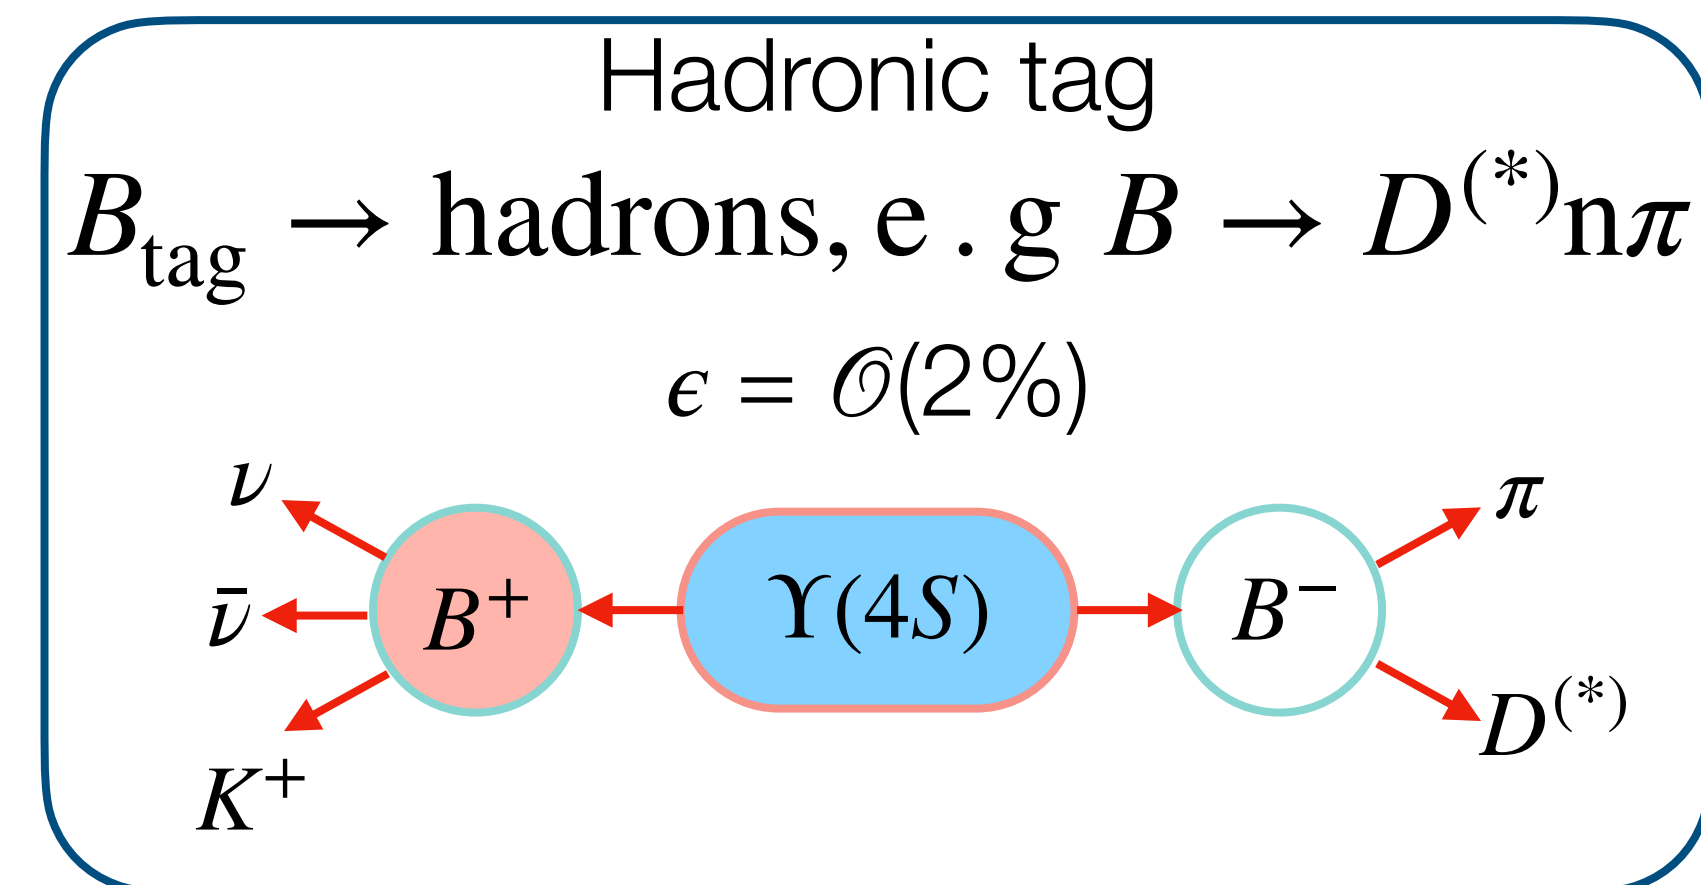 Hadronic tag
B_tag → hadrons, e . g B → D^(*)nπ
ϵ = 𝒪(2%)
ν
π
ν̄
B⁺
Υ(4S)
B⁻
K⁺
D^(*)